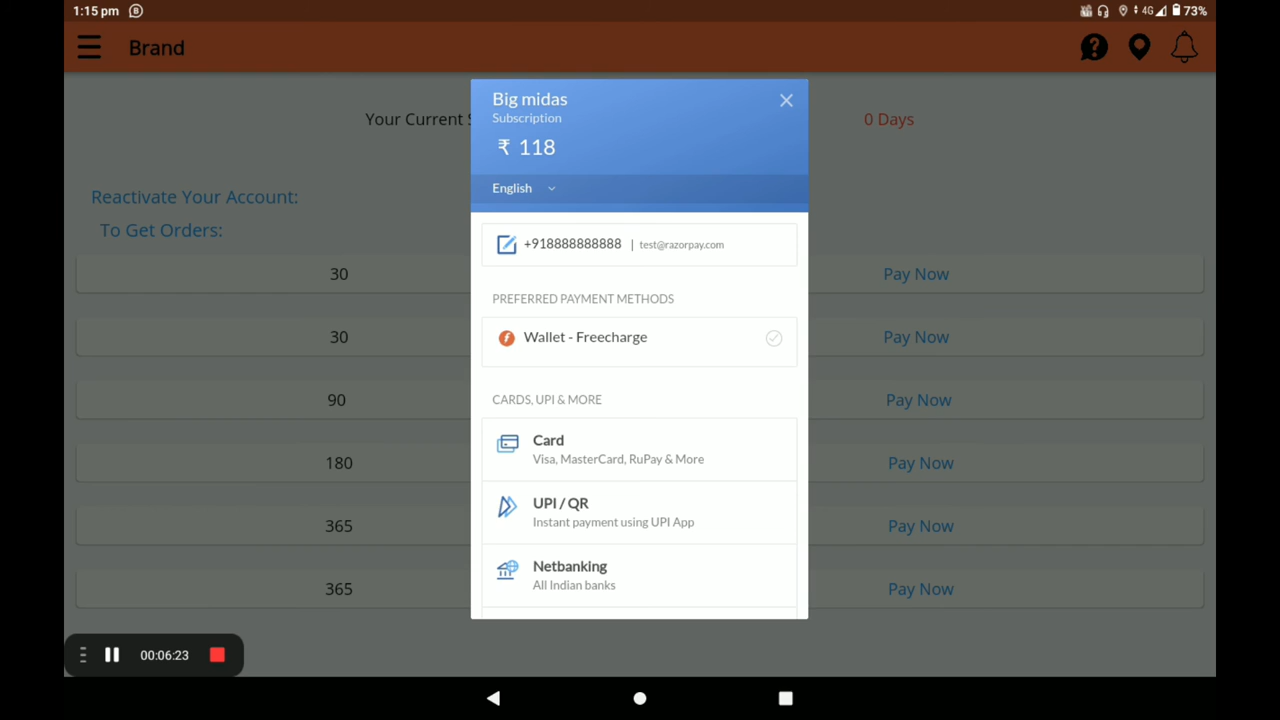 1:15 pm
4G 73%
Brand
Your Current S
0 Days
Reactivate Your Account:
To Get Orders:
30 Pay Now
30 Pay Now
90 Pay Now
180 Pay Now
365 Pay Now
365 Pay Now
Big midas
Subscription
₹ 118
English
+918888888888 | test@razorpay.com
PREFERRED PAYMENT METHODS
Wallet - Freecharge
CARDS, UPI & MORE
Card
Visa, MasterCard, RuPay & More
UPI / QR
Instant payment using UPI App
Netbanking
All Indian banks
00:06:23